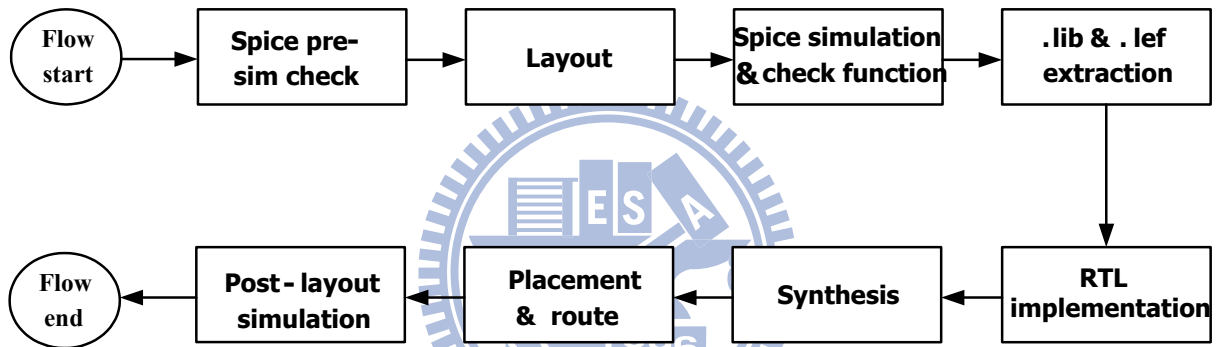 Flow
start
Spice pre-
sim check
Layout
Spice simulation
& check function
.lib & .lef
extraction
E S A
Flow
end
Post-layout
simulation
Placement
& route
Synthesis
RTL
implementation